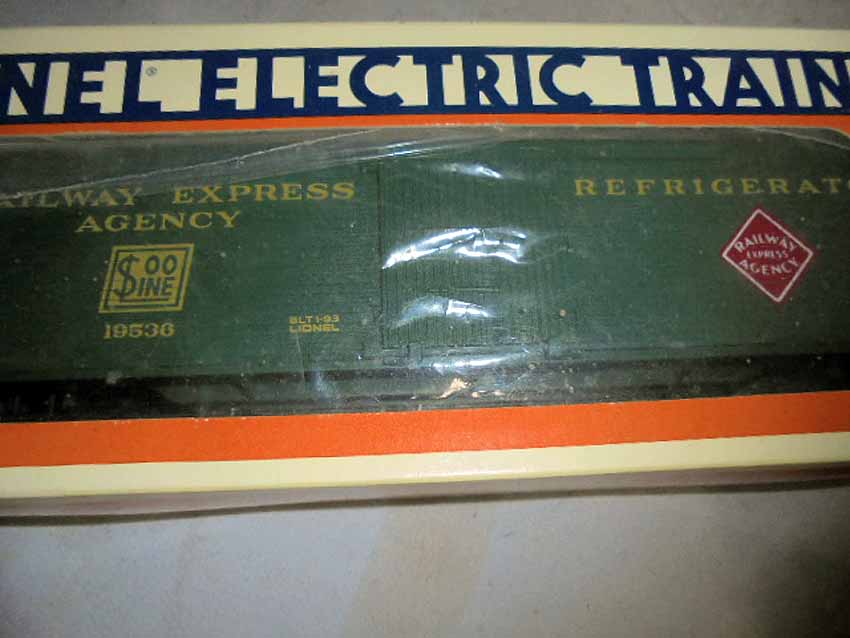 NEL® ELECTRIC TRAIN
AILWAY EXPRESS
AGENCY
REFRIGERATO
RAILWAY
EXPRESS
AGENCY
SOO
LINE
19536
BLT 1-93
LIONEL